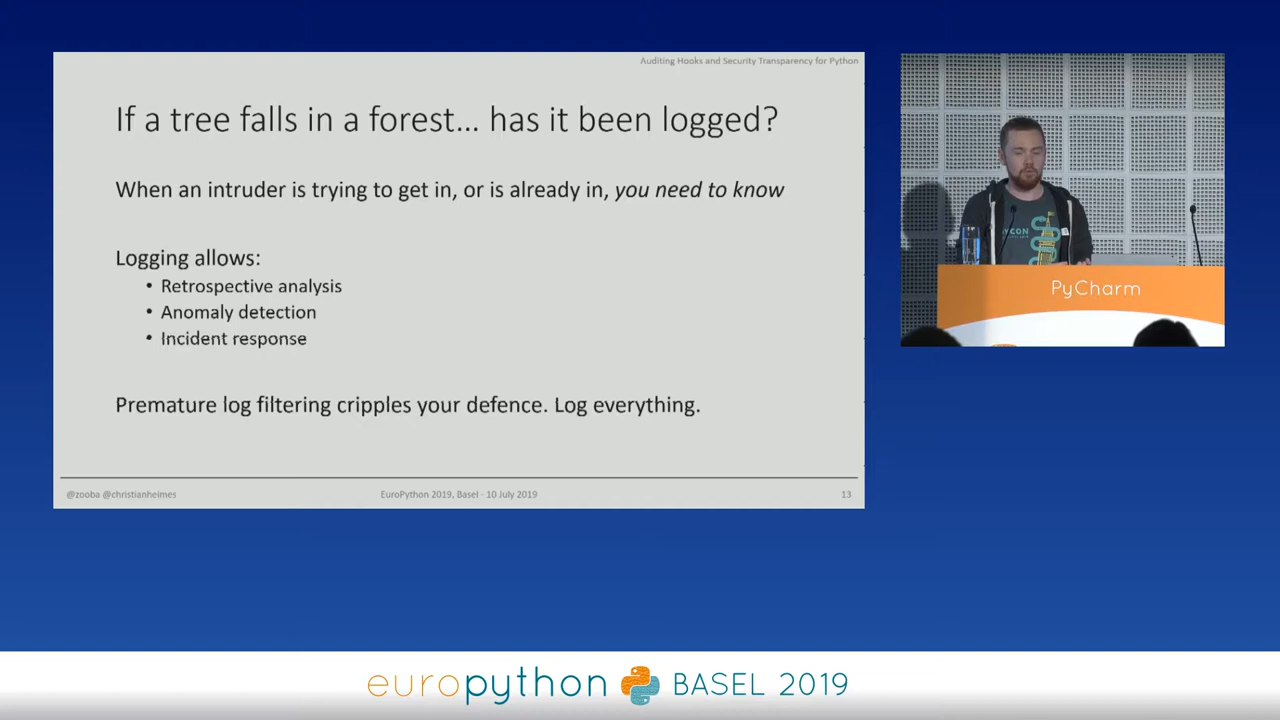 Auditing Hooks and Security Transparency for Python
If a tree falls in a forest... has it been logged?
When an intruder is trying to get in, or is already in, you need to know
Logging allows:
• Retrospective analysis
• Anomaly detection
• Incident response
Premature log filtering cripples your defence. Log everything.
@zooba @christianheimes
EuroPython 2019, Basel - 10 July 2019
13
PyCharm
europython BASEL 2019